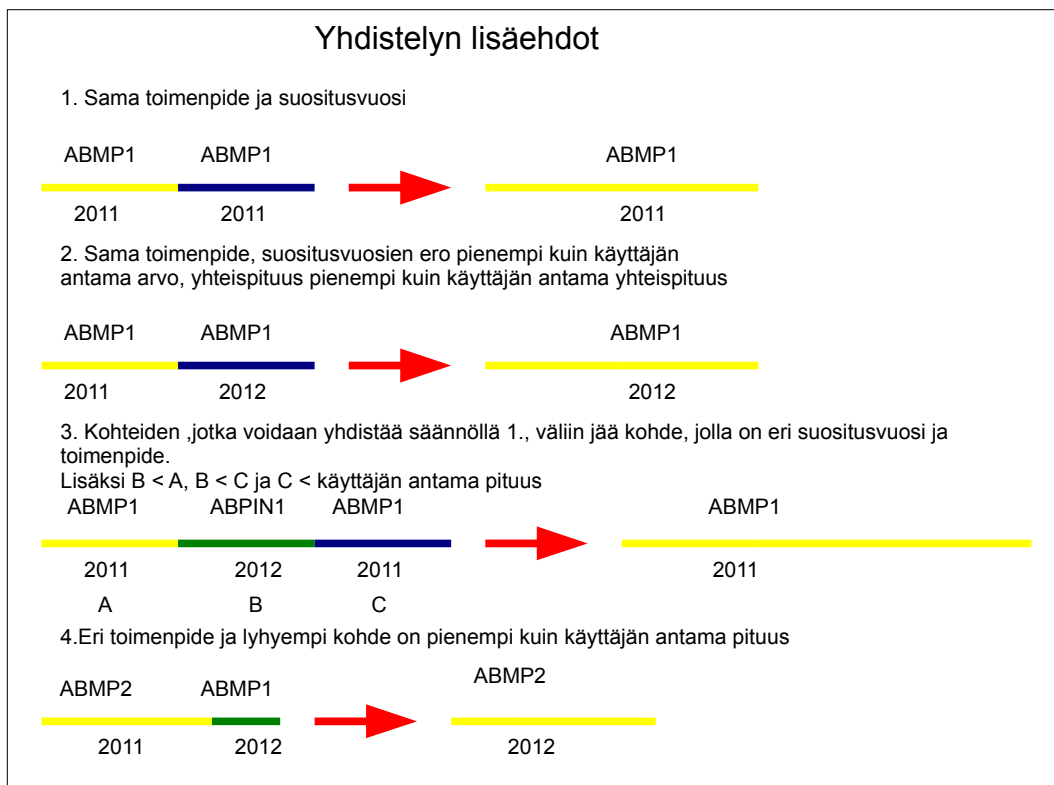 Yhdistelyn lisäehdot
1. Sama toimenpide ja suositusvuosi
ABMP1 ABMP1 ABMP1
2011 2011 2011
2. Sama toimenpide, suositusvuosien ero pienempi kuin käyttäjän
antama arvo, yhteispituus pienempi kuin käyttäjän antama yhteispituus
ABMP1 ABMP1 ABMP1
2011 2012 2012
3. Kohteiden ,jotka voidaan yhdistää säännöllä 1., väliin jää kohde, jolla on eri suositusvuosi ja
toimenpide.
Lisäksi B < A, B < C ja C < käyttäjän antama pituus
ABMP1 ABPIN1 ABMP1 ABMP1
2011 2012 2011 2011
A B C
4.Eri toimenpide ja lyhyempi kohde on pienempi kuin käyttäjän antama pituus
ABMP2 ABMP1 ABMP2
2011 2012 2012